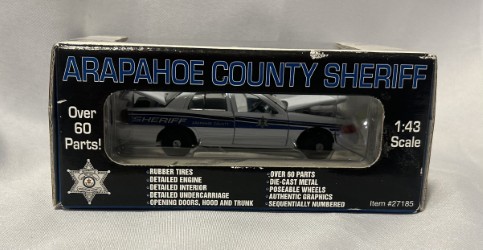 ARAPAHOE COUNTY SHERIFF
Over
60
Parts!
SHERIFF
1:43
Scale
•RUBBER TIRES
•DETAILED ENGINE
•DETAILED INTERIOR
•DETAILED UNDERCARRIAGE
•OPENING DOORS, HOOD AND TRUNK
•OVER 60 PARTS
•DIE-CAST METAL
•POSEABLE WHEELS
•AUTHENTIC GRAPHICS
•SEQUENTIALLY NUMBERED
Item #27185